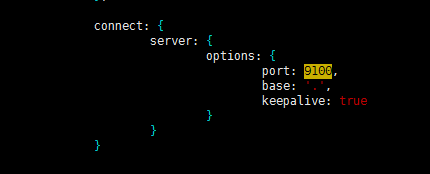 };
connect: {
server: {
options: {
port: 9100,
base: '.',
keepalive: true
}
}
}